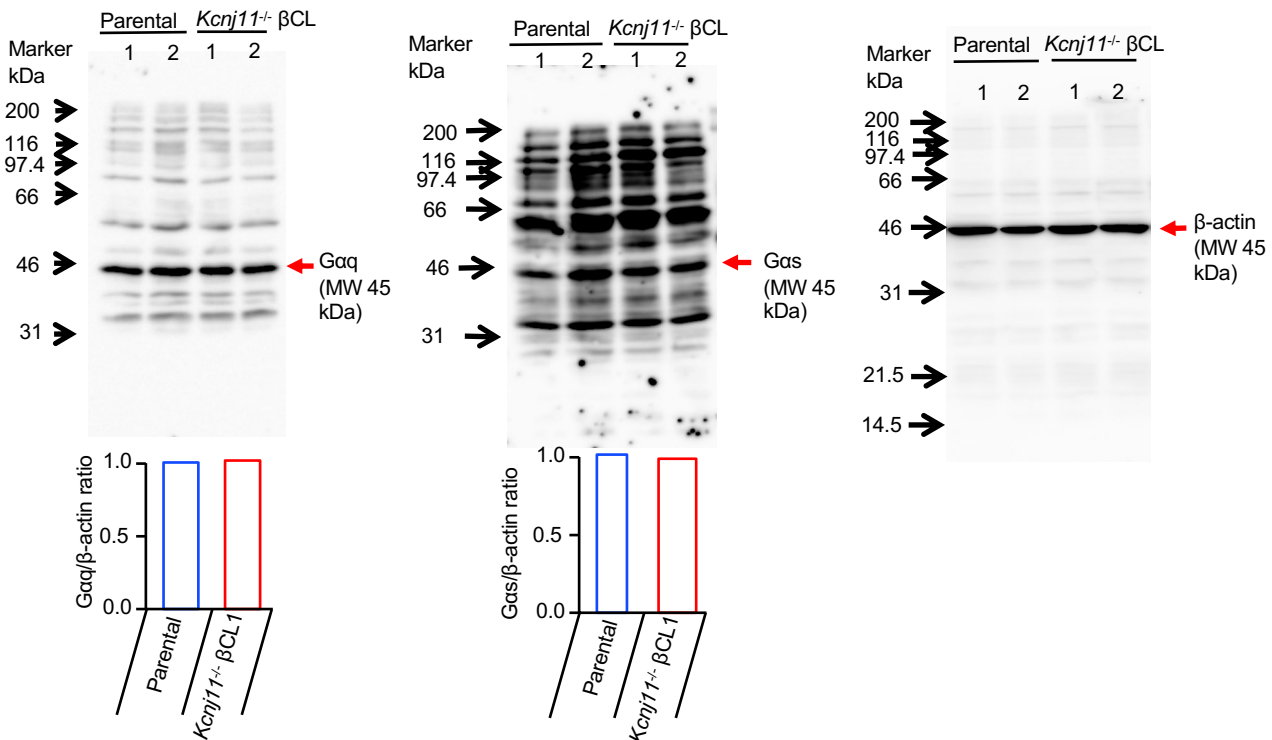 Parental Kcnj11-/- βCL
Marker 1 2 1 2
kDa
200
116
97.4
66
46
31
Gαq
(MW 45
kDa)
Gαq/β-actin ratio
1.0
0.5
0.0
Parental
Kcnj11-/- βCL1
Parental Kcnj11-/- βCL
Marker 1 2 1 2
kDa
200
116
97.4
66
46
31
Gαs
(MW 45
kDa)
Gαs/β-actin ratio
1.0
0.5
0.0
Parental
Kcnj11-/- βCL1
Parental Kcnj11-/- βCL
Marker
kDa
1 2 1 2
200
116
97.4
66
46
31
21.5
14.5
β-actin
(MW 45
kDa)